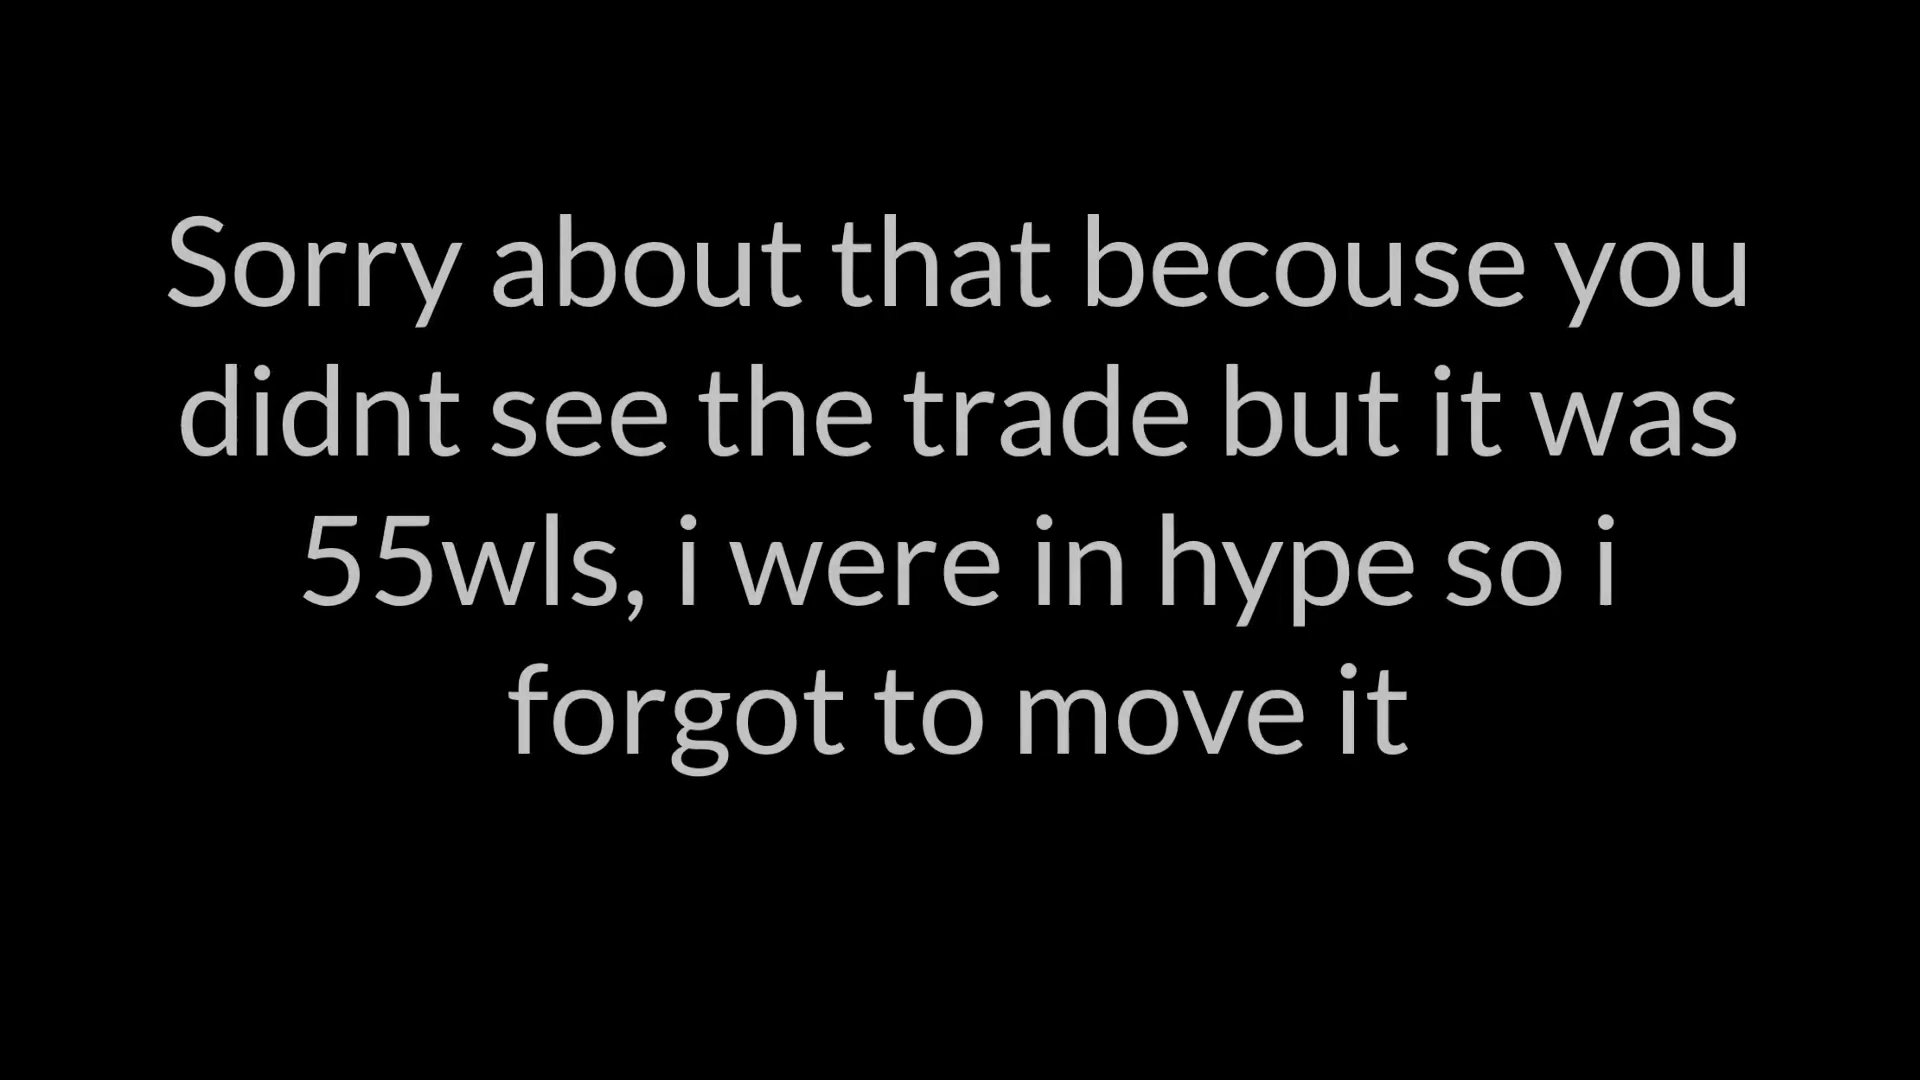 Sorry about that becouse you
didnt see the trade but it was
55wls, i were in hype so i
forgot to move it